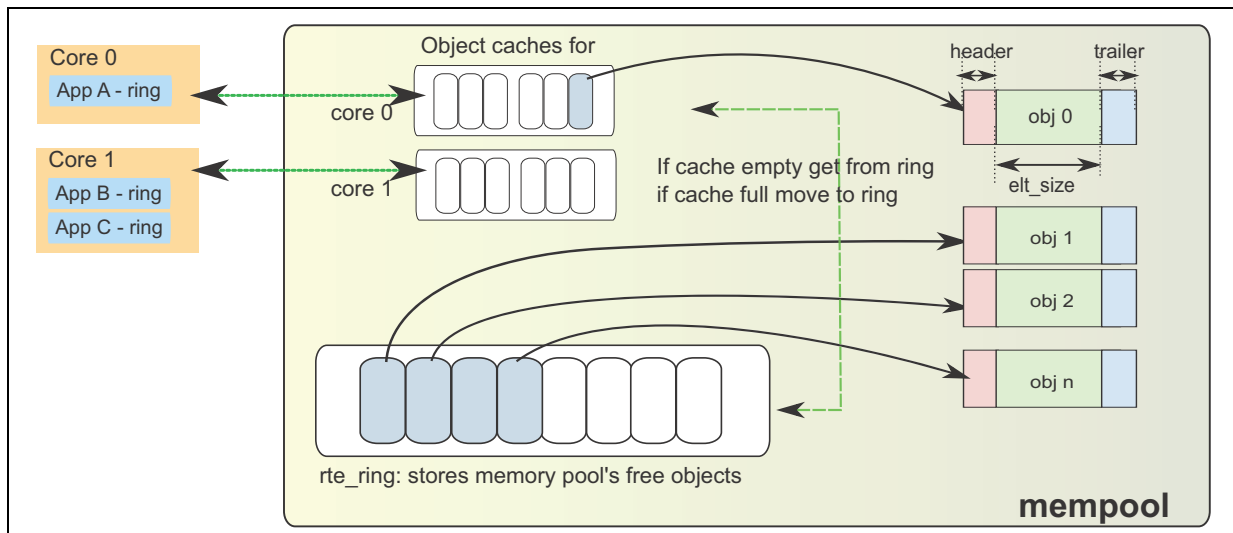 Core 0
App A - ring
Core 1
App B - ring
App C - ring
Object caches for
core 0
core 1
If cache empty get from ring
if cache full move to ring
header
trailer
obj 0
elt_size
obj 1
obj 2
obj n
rte_ring: stores memory pool's free objects
mempool